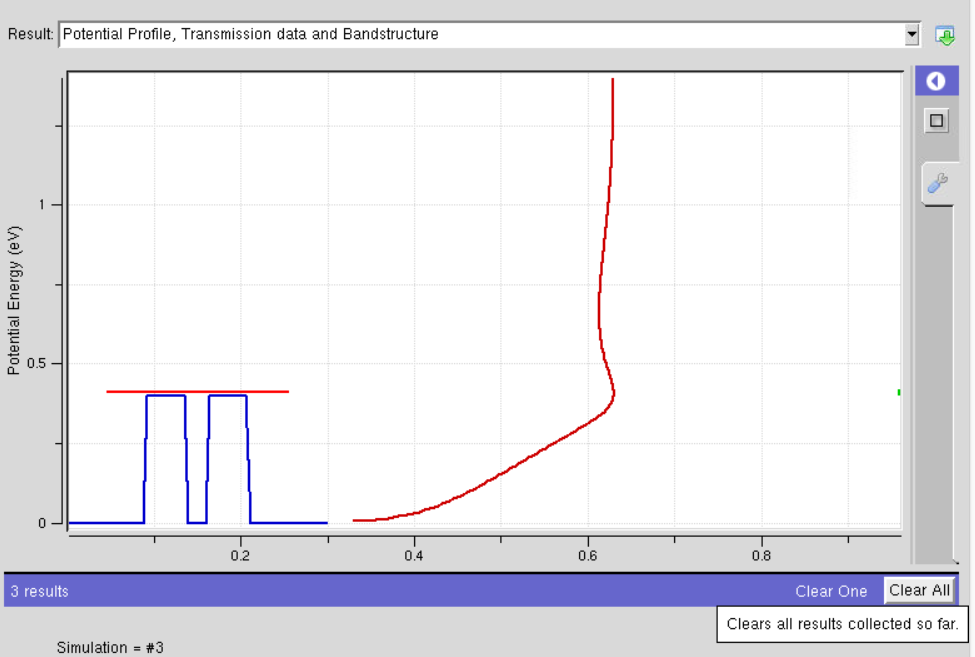 Result: Potential Profile, Transmission data and Bandstructure
Potential Energy (eV)
1
0.5
0
0.2 0.4 0.6 0.8
3 results Clear One Clear All
Clears all results collected so far.
Simulation = #3